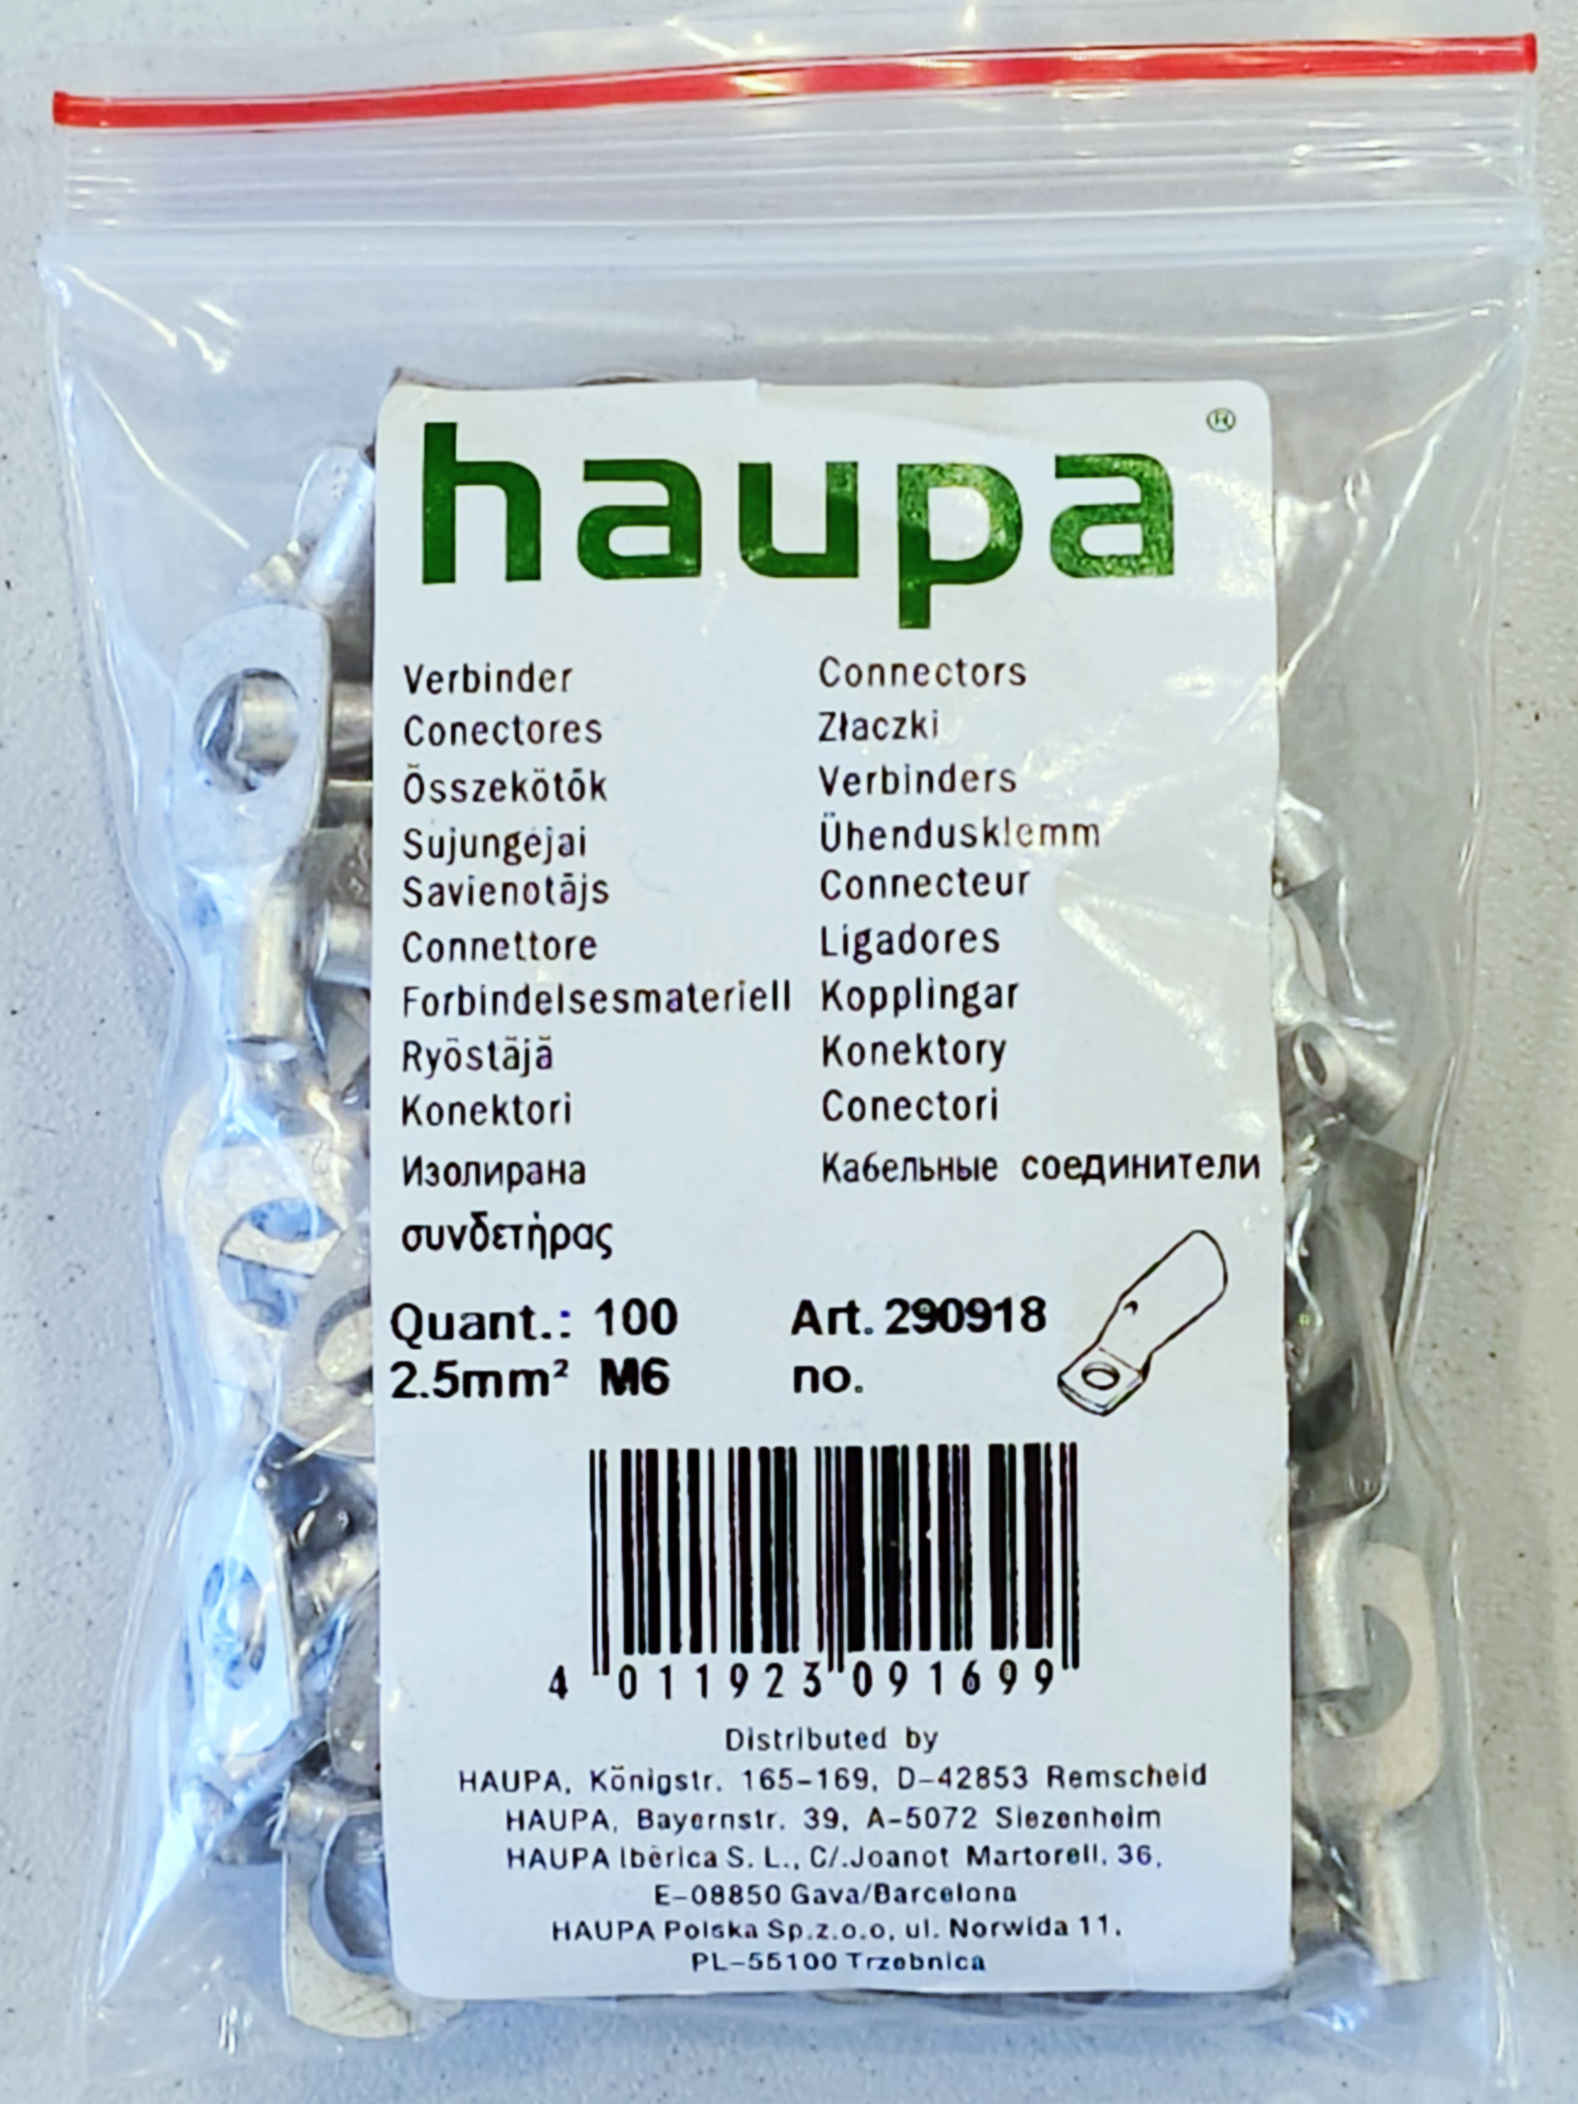 haupa ®
Verbinder
Conectores
Összekötők
Sujungėjai
Savienotājs
Connettore
Forbindelsesmateriell
Ryöstäjä
Konektori
Изолирана
συνδετήρας
Connectors
Złaczki
Verbinders
Ühendusklemm
Connecteur
Ligadores
Kopplingar
Konektory
Conectori
Кабельные соединители
Quant.: 100
2.5mm² M6
Art. 290918
no.
4 011923 091699
Distributed by
HAUPA, Königstr. 165-169, D-42853 Remscheid
HAUPA, Bayernstr. 39, A-5072 Siezenheim
HAUPA Ibèrica S. L., C/.Joanot Martorell, 36,
E-08850 Gava/Barcelona
HAUPA Polska Sp.z.o.o, ul. Norwida 11,
PL-55100 Trzebnica